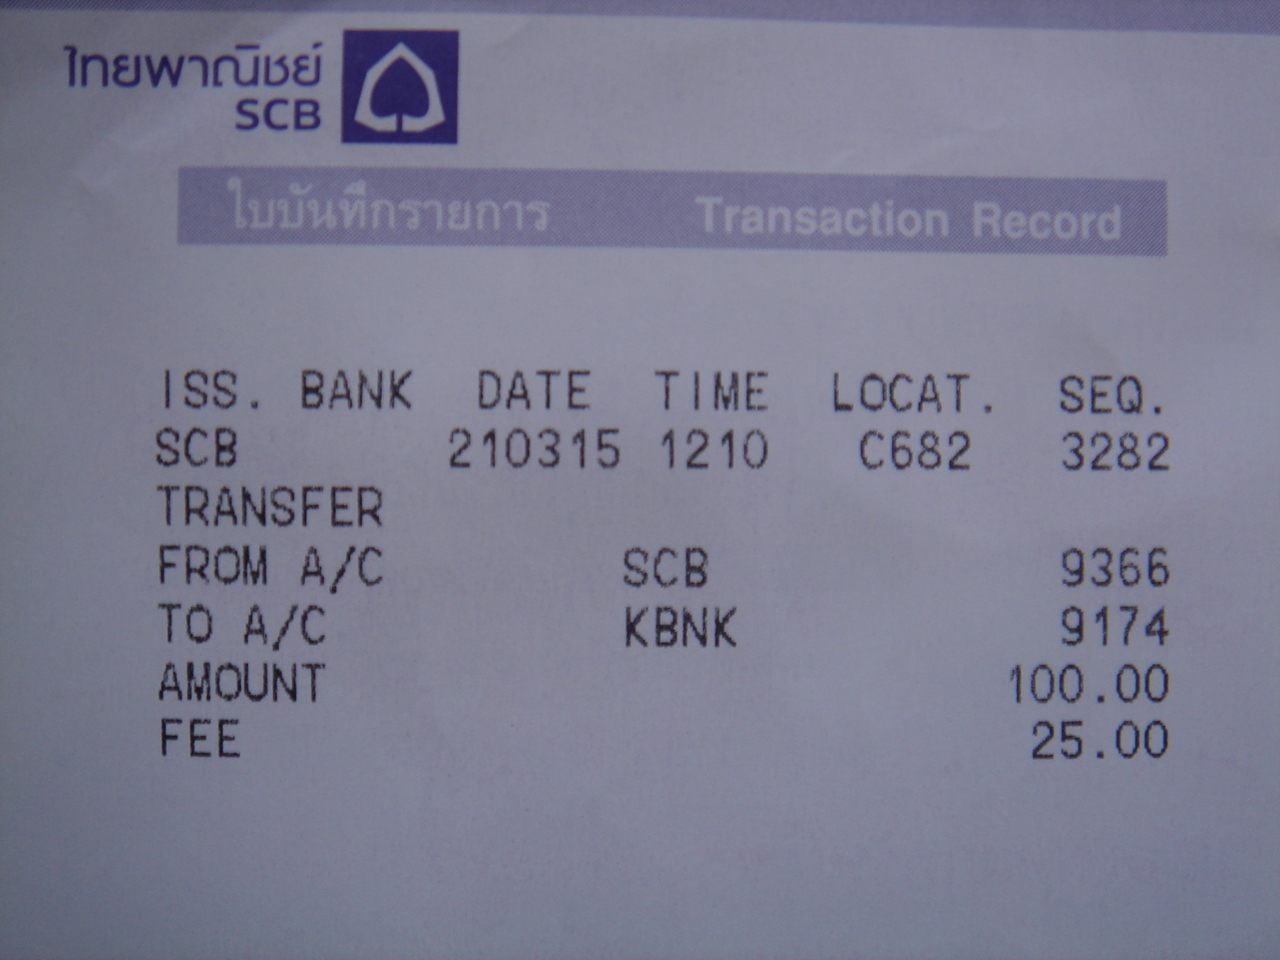 ไทยพาณิชย์
SCB
ใบบันทึกรายการ Transaction Record
ISS. BANK DATE TIME LOCAT. SEQ.
SCB 210315 1210 C682 3282
TRANSFER
FROM A/C SCB 9366
TO A/C KBNK 9174
AMOUNT 100.00
FEE 25.00